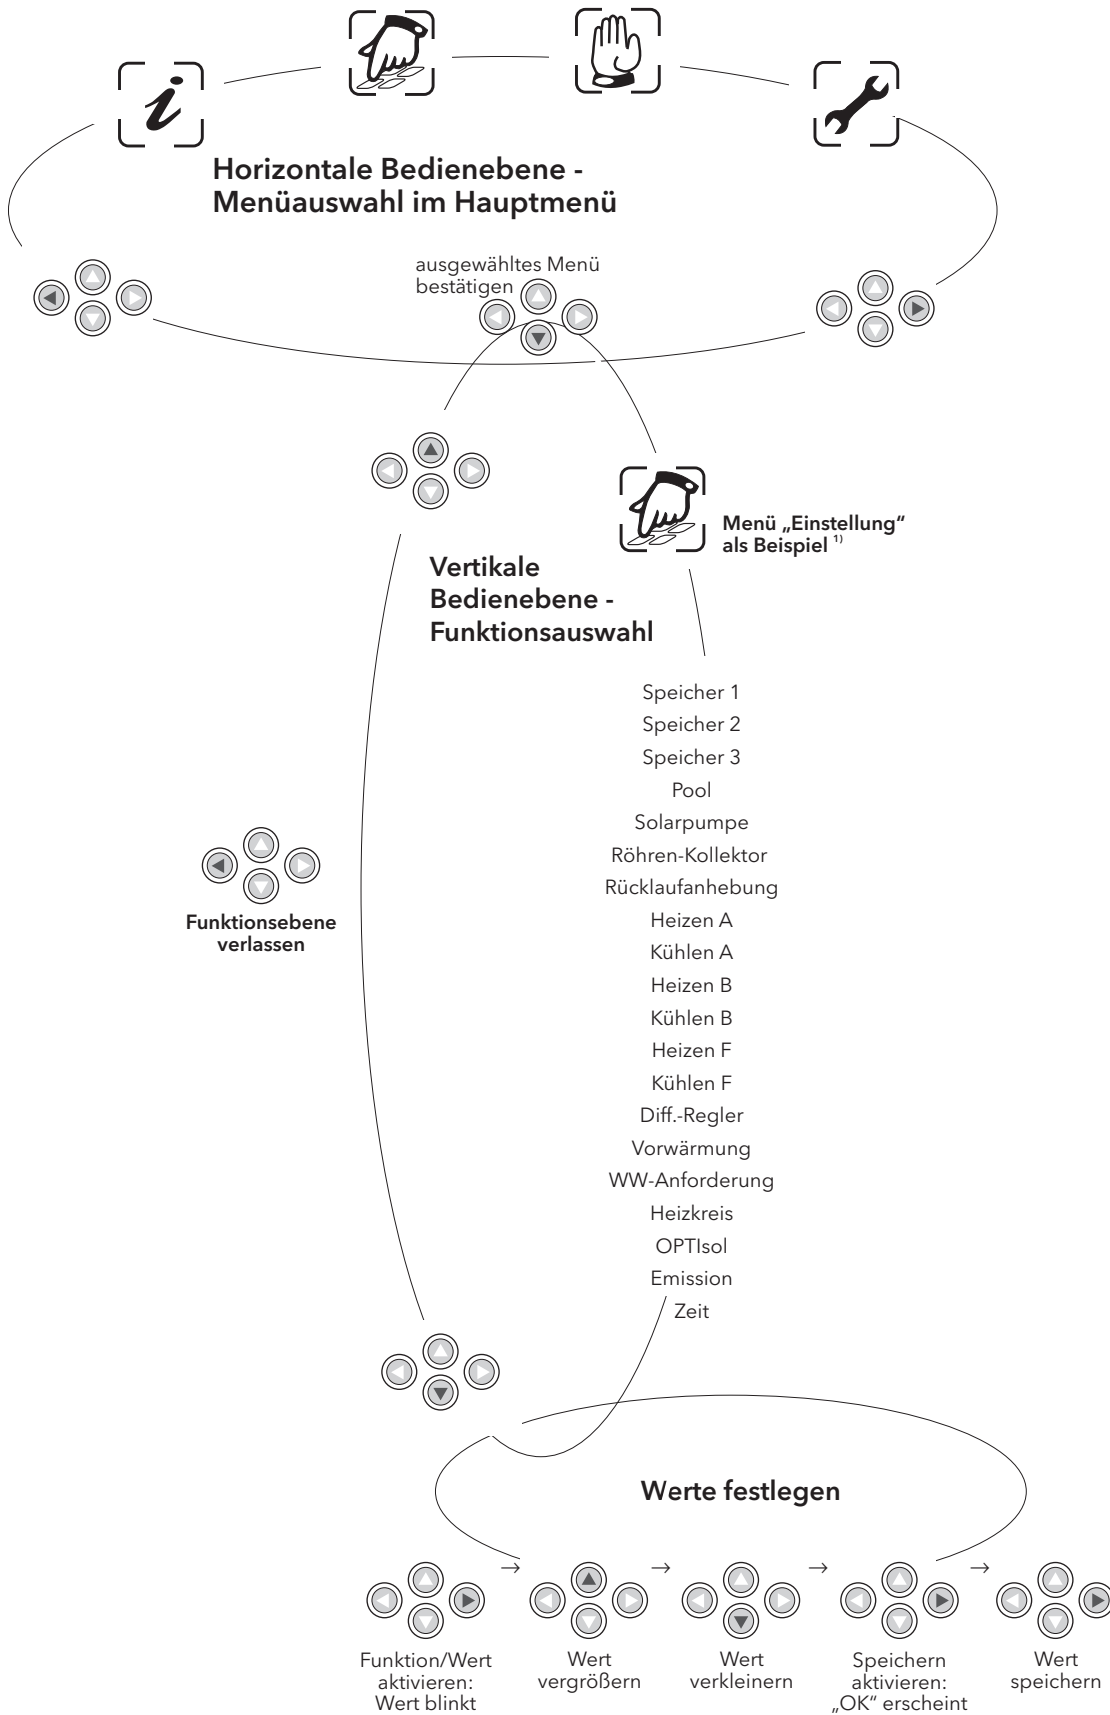 Horizontale Bedienebene -
Menüauswahl im Hauptmenü
ausgewähltes Menü
bestätigen
Menü „Einstellung“
als Beispiel 1)
Vertikale
Bedienebene -
Funktionsauswahl
Speicher 1
Speicher 2
Speicher 3
Pool
Solarpumpe
Röhren-Kollektor
Rücklaufanhebung
Heizen A
Kühlen A
Heizen B
Kühlen B
Heizen F
Kühlen F
Diff.-Regler
Vorwärmung
WW-Anforderung
Heizkreis
OPTIsol
Emission
Zeit
Funktionsebene
verlassen
Werte festlegen
Funktion/Wert
aktivieren:
Wert blinkt
Wert
vergrößern
Wert
verkleinern
Speichern
aktivieren:
„OK“ erscheint
Wert
speichern